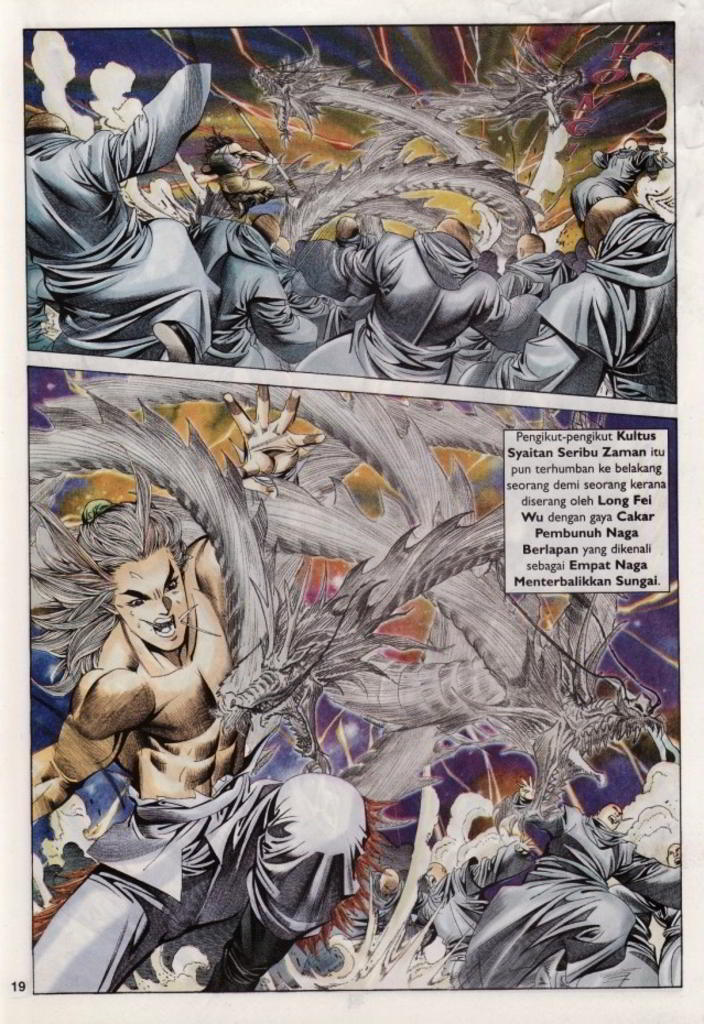 HONG
Pengikut-pengikut Kultus
Syaitan Seribu Zaman itu
pun terhumban ke belakang
seorang demi seorang kerana
diserang oleh Long Fei
Wu dengan gaya Cakar
Pembunuh Naga
Berlapan yang dikenali
sebagai Empat Naga
Menterbalikkan Sungai.
19